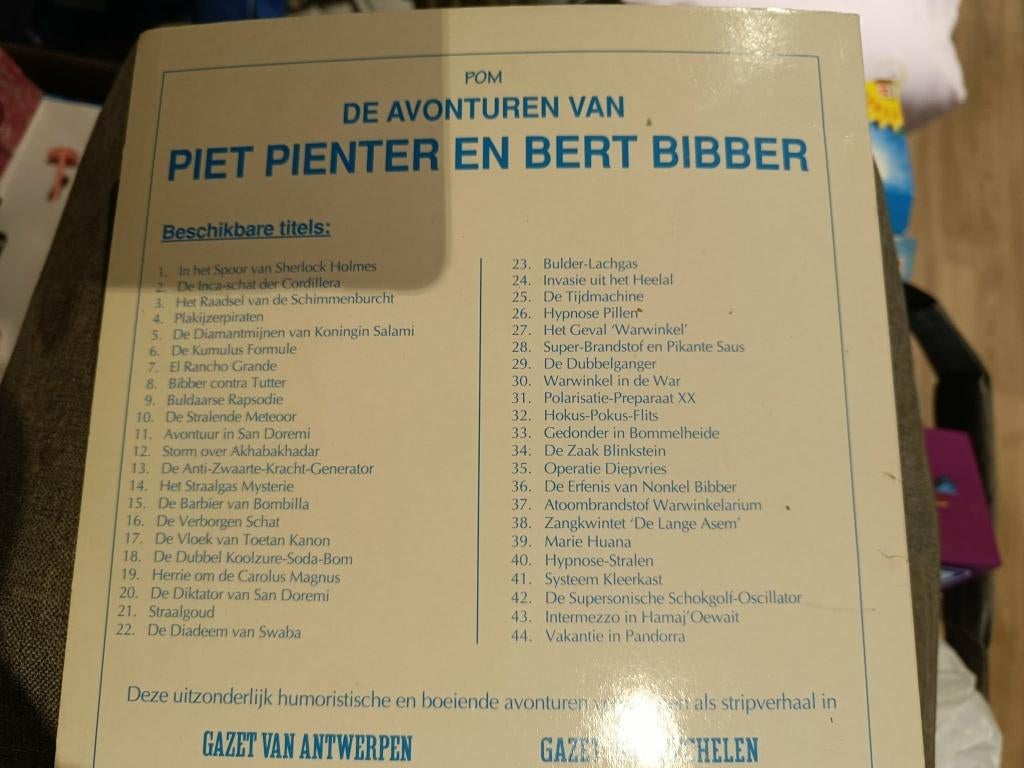 POM
DE AVONTUREN VAN
PIET PIENTER EN BERT BIBBER
Beschikbare titels:
1. In het Spoor van Sherlock Holmes
2. De Inca-schat der Cordillera
3. Het Raadsel van de Schimmenburcht
4. Plakijzerpiraten
5. De Diamantmijnen van Koningin Salami
6. De Kumulus Formule
7. El Rancho Grande
8. Bibber contra Tutter
9. Buldaarse Rapsodie
10. De Stralende Meteoor
11. Avontuur in San Doremi
12. Storm over Akhabakhadar
13. De Anti-Zwaarte-Kracht-Generator
14. Het Straalgas Mysterie
15. De Barbier van Bombilla
16. De Verborgen Schat
17. De Vloek van Toetan Kanon
18. De Dubbel Koolzure-Soda-Bom
19. Herrie om de Carolus Magnus
20. De Diktator van San Doremi
21. Straalgoud
22. De Diadeem van Swaba
23. Bulder-Lachgas
24. Invasie uit het Heelal
25. De Tijdmachine
26. Hypnose Pillen
27. Het Geval 'Warwinkel'
28. Super-Brandstof en Pikante Saus
29. De Dubbelganger
30. Warwinkel in de War
31. Polarisatie-Preparaat XX
32. Hokus-Pokus-Flits
33. Gedonder in Bommelheide
34. De Zaak Blinkstein
35. Operatie Diepvries
36. De Erfenis van Nonkel Bibber
37. Atoombrandstof Warwinkelarium
38. Zangkwintet 'De Lange Asem'
39. Marie Huana
40. Hypnose-Stralen
41. Systeem Kleerkast
42. De Supersonische Schokgolf-Oscillator
43. Intermezzo in Hamaj'Oewait
44. Vakantie in Pandorra
Deze uitzonderlijk humoristische en boeiende avonturen als stripverhaal in
GAZET VAN ANTWERPEN